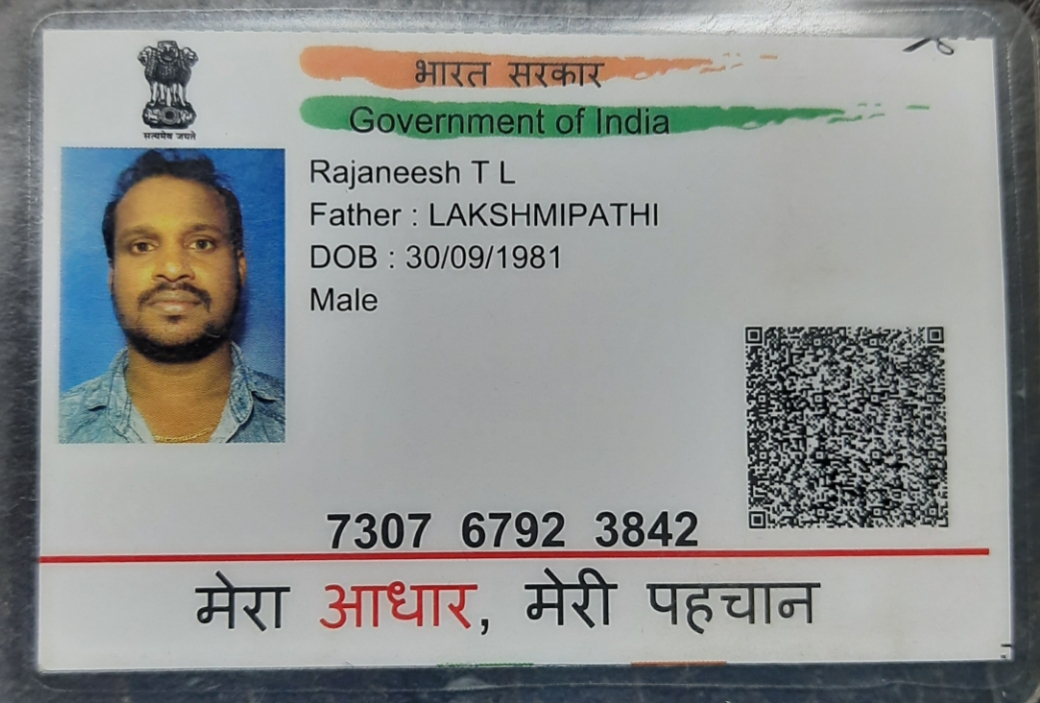 भारत सरकार
Government of India
सत्यमेव जयते
Rajaneesh T L
Father : LAKSHMIPATHI
DOB : 30/09/1981
Male
7307 6792 3842
मेरा आधार, मेरी पहचान